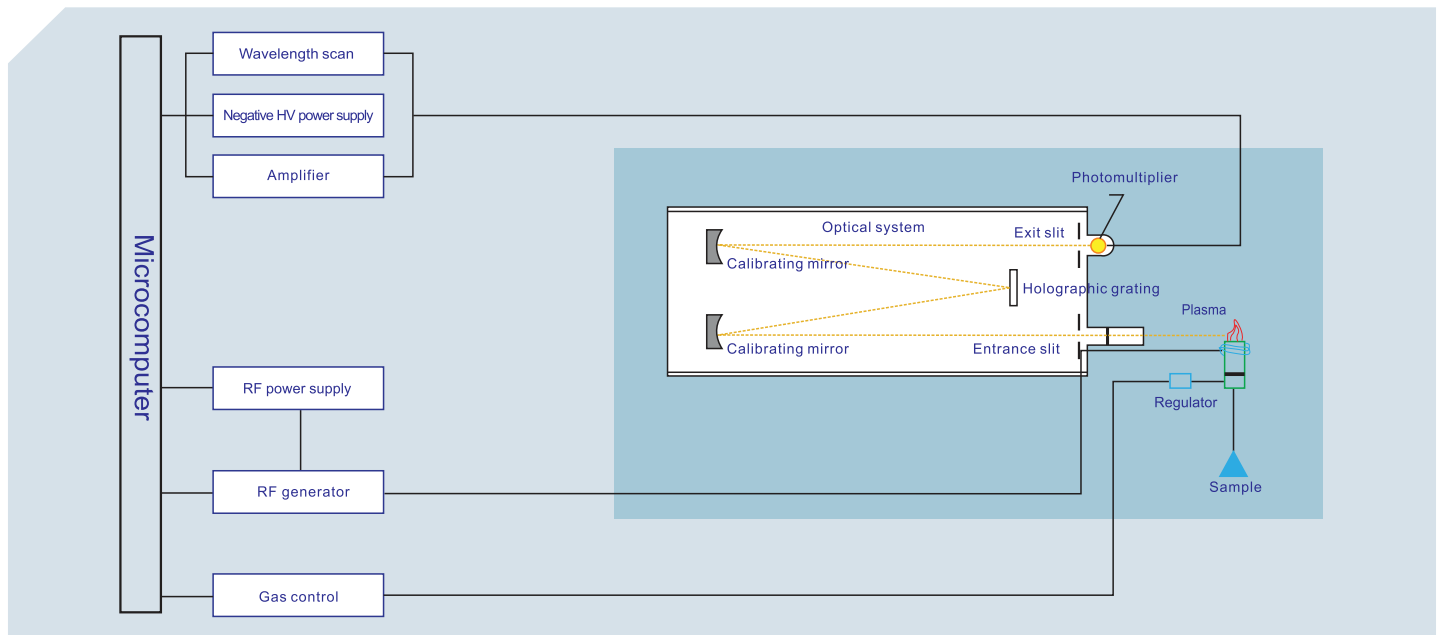 Wavelength scan
Negative HV power supply
Amplifier
Microcomputer
RF power supply
RF generator
Gas control
Photomultiplier
Optical system
Exit slit
Calibrating mirror
Holographic grating
Plasma
Calibrating mirror
Entrance slit
Regulator
Sample